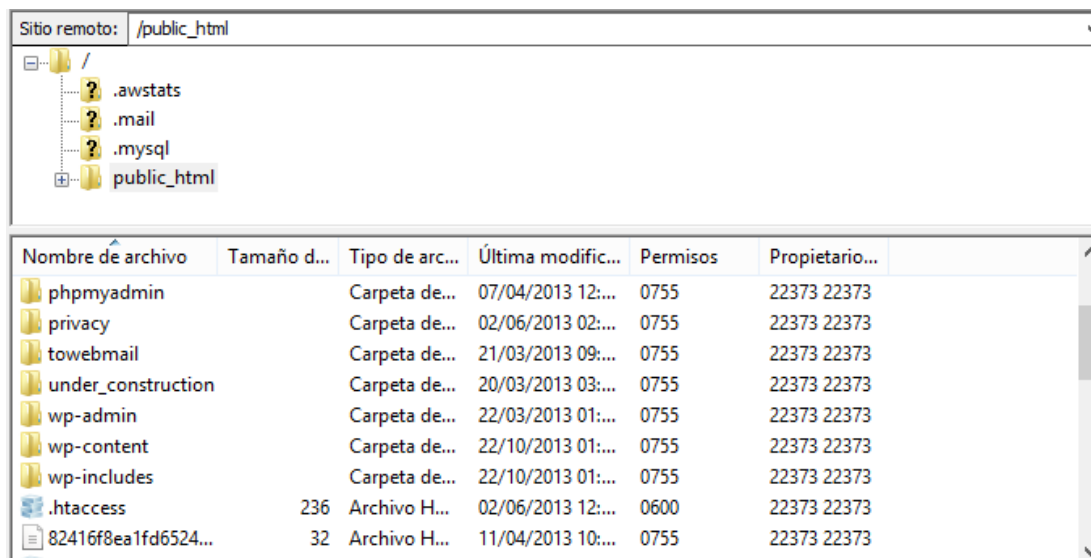 Sitio remoto: /public_html
/
.awstats
.mail
.mysql
public_html
Nombre de archivo Tamaño d... Tipo de arc... Última modific... Permisos Propietario...
phpmyadmin Carpeta de... 07/04/2013 12:... 0755 22373 22373
privacy Carpeta de... 02/06/2013 02:... 0755 22373 22373
towebmail Carpeta de... 21/03/2013 09:... 0755 22373 22373
under_construction Carpeta de... 20/03/2013 03:... 0755 22373 22373
wp-admin Carpeta de... 22/03/2013 01:... 0755 22373 22373
wp-content Carpeta de... 22/10/2013 01:... 0755 22373 22373
wp-includes Carpeta de... 22/10/2013 01:... 0755 22373 22373
.htaccess 236 Archivo H... 02/06/2013 12:... 0600 22373 22373
82416f8ea1fd6524... 32 Archivo H... 11/04/2013 10:... 0755 22373 22373